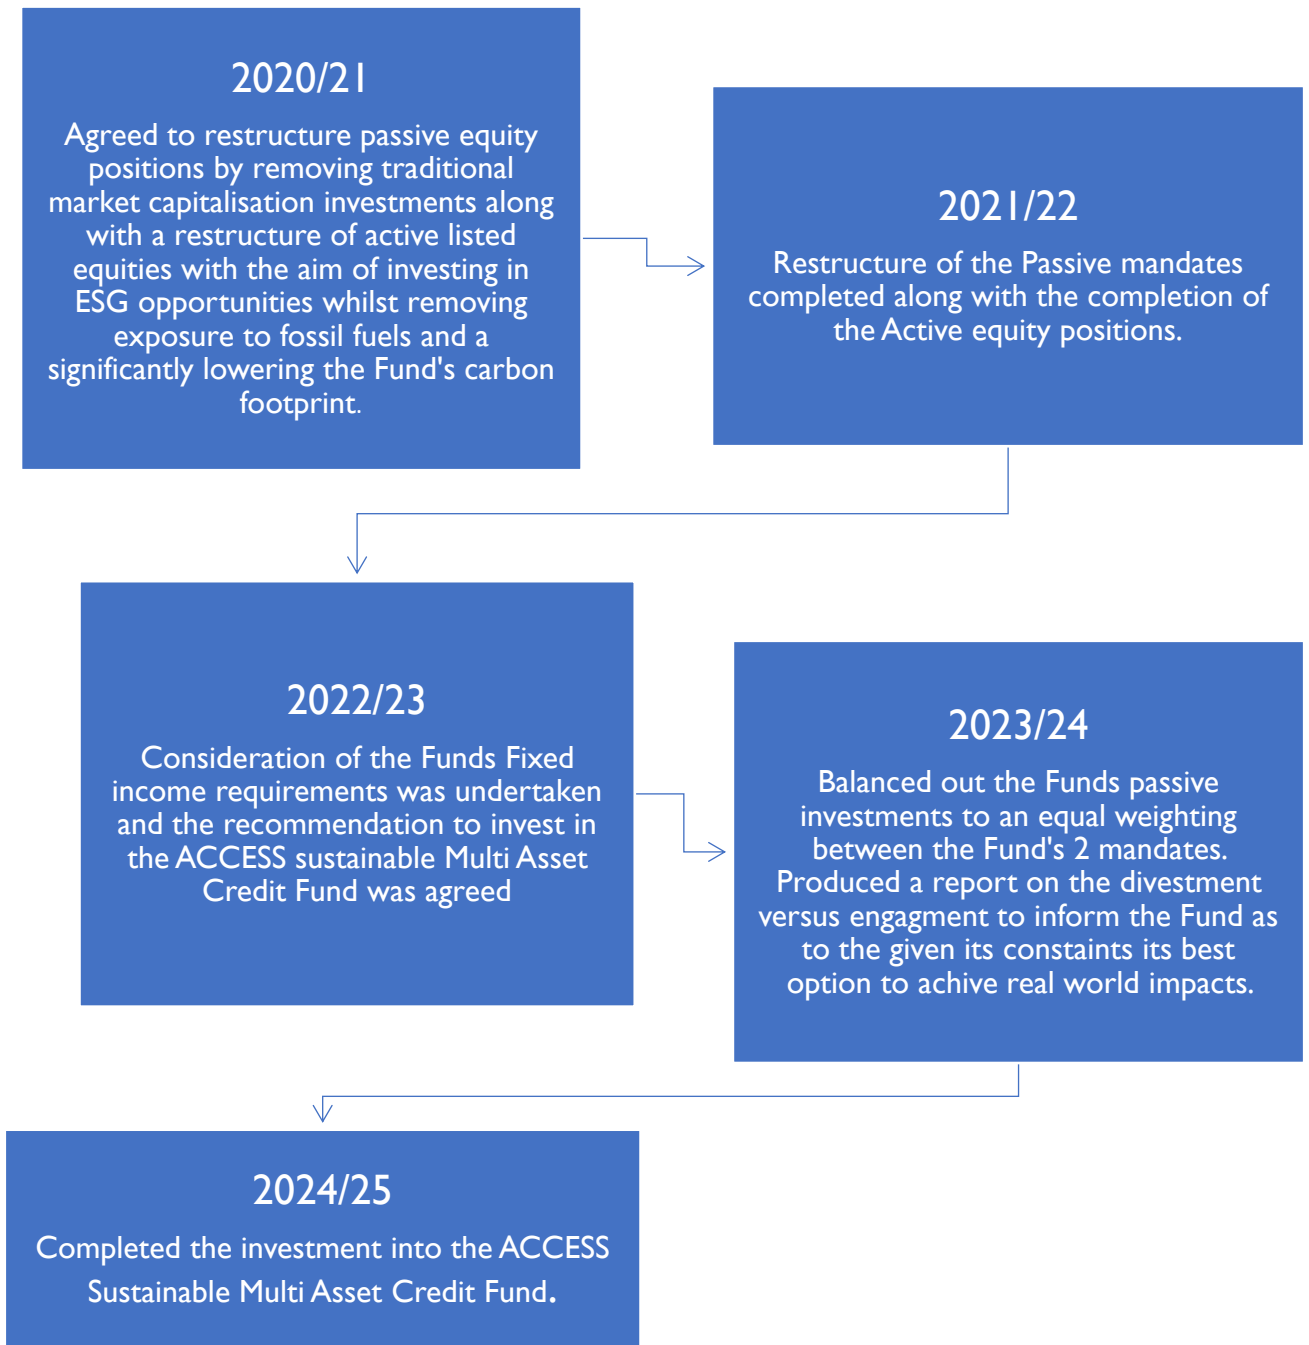 2020/21
Agreed to restructure passive equity
positions by removing traditional
market capitalisation investments along
with a restructure of active listed
equities with the aim of investing in
ESG opportunities whilst removing
exposure to fossil fuels and a
significantly lowering the Fund's carbon
footprint.
2021/22
Restructure of the Passive mandates
completed along with the completion of
the Active equity positions.
2022/23
Consideration of the Funds Fixed
income requirements was undertaken
and the recommendation to invest in
the ACCESS sustainable Multi Asset
Credit Fund was agreed
2023/24
Balanced out the Funds passive
investments to an equal weighting
between the Fund's 2 mandates.
Produced a report on the divestment
versus engagment to inform the Fund as
to the given its constaints its best
option to achive real world impacts.
2024/25
Completed the investment into the ACCESS
Sustainable Multi Asset Credit Fund.